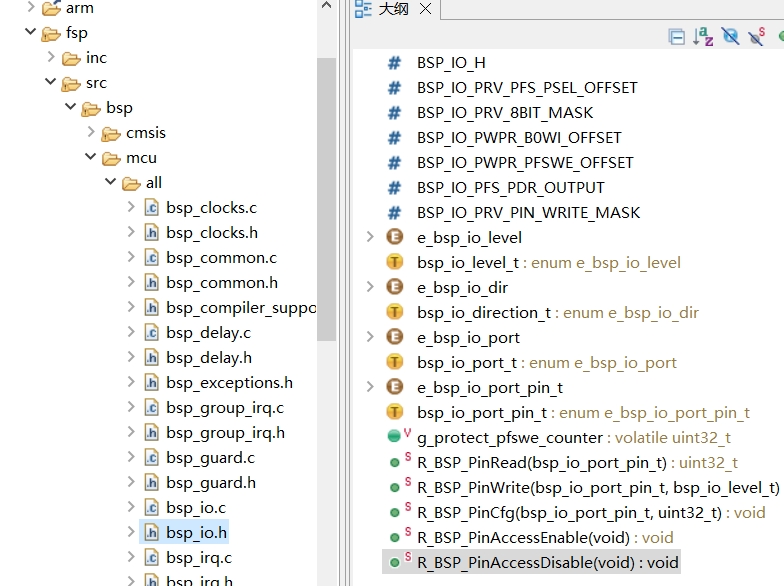 arm
fsp
inc
src
bsp
cmsis
mcu
all
bsp_clocks.c
bsp_clocks.h
bsp_common.c
bsp_common.h
bsp_compiler_suppo
bsp_delay.c
bsp_delay.h
bsp_exceptions.h
bsp_group_irq.c
bsp_group_irq.h
bsp_guard.c
bsp_guard.h
bsp_io.c
bsp_io.h
bsp_irq.c
bsp_irq.h
大纲
BSP_IO_H
BSP_IO_PRV_PFS_PSEL_OFFSET
BSP_IO_PRV_8BIT_MASK
BSP_IO_PWPR_B0WI_OFFSET
BSP_IO_PWPR_PFSWE_OFFSET
BSP_IO_PFS_PDR_OUTPUT
BSP_IO_PRV_PIN_WRITE_MASK
e_bsp_io_level
bsp_io_level_t : enum e_bsp_io_level
e_bsp_io_dir
bsp_io_direction_t : enum e_bsp_io_dir
e_bsp_io_port
bsp_io_port_t : enum e_bsp_io_port
e_bsp_io_port_pin_t
bsp_io_port_pin_t : enum e_bsp_io_port_pin_t
g_protect_pfswe_counter : volatile uint32_t
R_BSP_PinRead(bsp_io_port_pin_t) : uint32_t
R_BSP_PinWrite(bsp_io_port_pin_t, bsp_io_level_t)
R_BSP_PinCfg(bsp_io_port_pin_t, uint32_t) : void
R_BSP_PinAccessEnable(void) : void
R_BSP_PinAccessDisable(void) : void